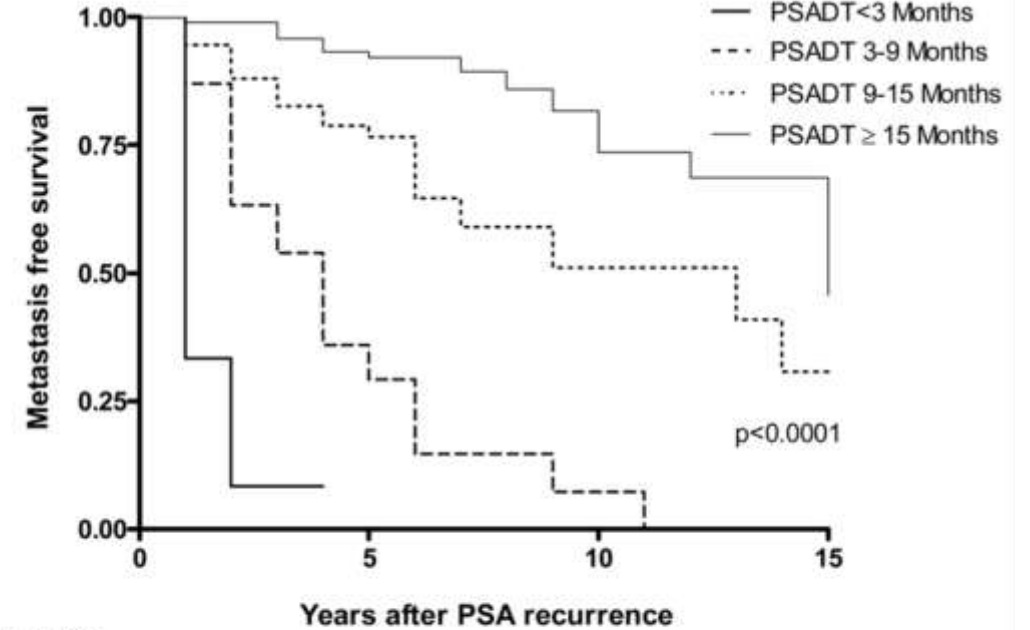 PSADT<3 Months
PSADT 3-9 Months
PSADT 9-15 Months
PSADT ≥ 15 Months
Metastasis free survival
1.00
0.75
0.50
0.25
0.00
p<0.0001
0 5 10 15
Years after PSA recurrence